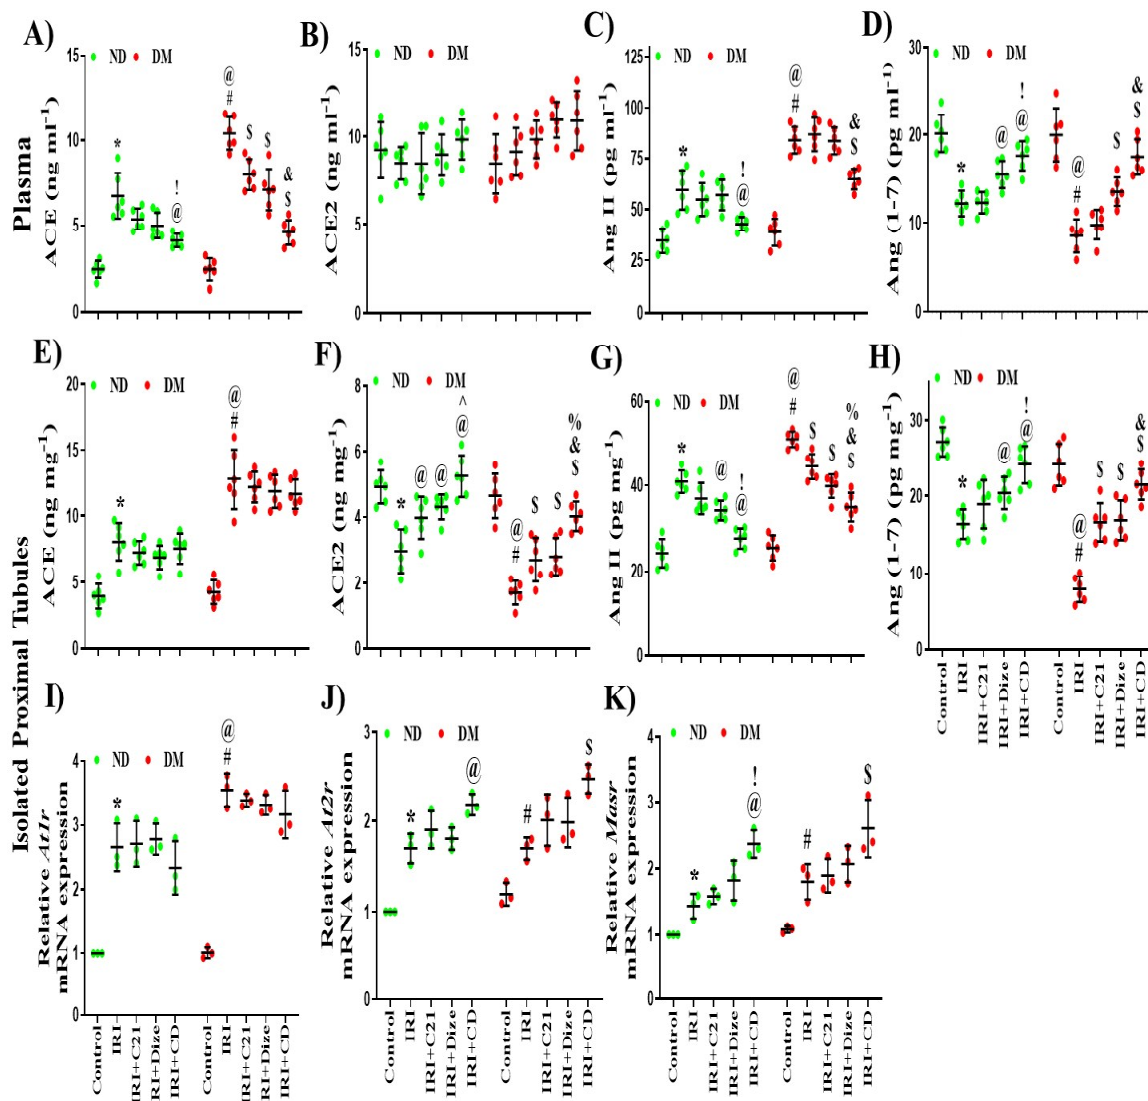 A)
B)
C)
D)
Plasma
ACE (ng ml-1)
15
10
5
0
ND DM
*
!
@
@
#
$
$
&
$
ACE2 (ng ml-1)
15
10
5
0
ND DM
Ang II (pg ml-1)
125
100
75
50
25
0
ND DM
*
!
@
@
#
&
$
Ang (1-7) (pg ml-1)
30
20
10
0
ND DM
*
@
!
@
@
#
$
&
$
E)
F)
G)
H)
Isolated Proximal Tubules
ACE (ng mg-1)
20
15
10
5
0
ND DM
*
@
#
ACE2 (ng mg-1)
8
6
4
2
0
ND DM
*
@
@
^
@
@
#
$
$
%
&
$
Ang II (pg mg-1)
60
40
20
0
ND DM
*
@
!
@
@
#
$
$
%
&
$
Ang (1-7) (pg mg-1)
30
20
10
0
ND DM
*
@
!
@
@
#
$
$
&
$
Control
IRI
IRI+C21
IRI+Dize
IRI+CD
Control
IRI
IRI+C21
IRI+Dize
IRI+CD
I)
J)
K)
Relative At1r
mRNA expression
4
3
2
1
0
ND DM
*
@
#
Control
IRI
IRI+C21
IRI+Dize
IRI+CD
Control
IRI
IRI+C21
IRI+Dize
IRI+CD
Relative At2r
mRNA expression
3
2
1
0
ND DM
*
@
#
$
Control
IRI
IRI+C21
IRI+Dize
IRI+CD
Control
IRI
IRI+C21
IRI+Dize
IRI+CD
Relative Masr
mRNA expression
4
3
2
1
0
ND DM
*
!
@
#
$
Control
IRI
IRI+C21
IRI+Dize
IRI+CD
Control
IRI
IRI+C21
IRI+Dize
IRI+CD